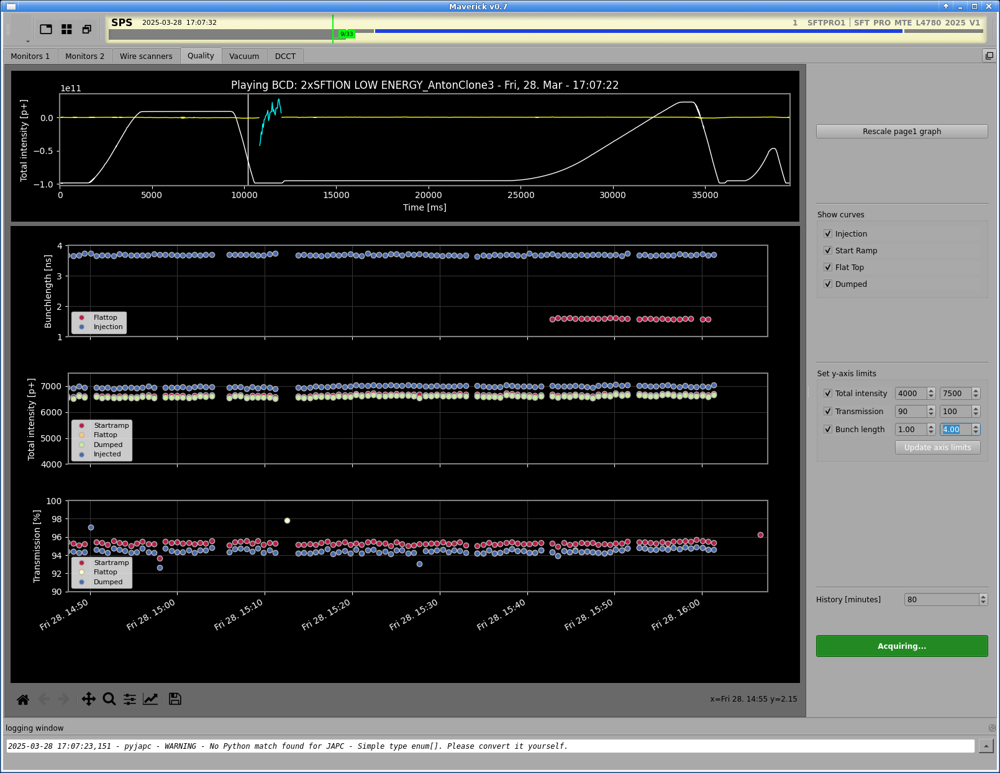 Maverick v0.7
SPS 2025-03-28 17:07:32
1 SFTPRO1 | SFT PRO MTE L4780 2025 V1
9/33
Monitors 1 Monitors 2 Wire scanners Quality Vacuum DCCT
Playing BCD: 2xSFTION LOW ENERGY_AntonClone3 - Fri, 28. Mar - 17:07:22
1e11
Total intensity [p+]
0.0
−0.5
−1.0
0 5000 10000 15000 20000 25000 30000 35000
Time [ms]
Bunchlength [ns]
4
3
2
1
Flattop
Injection
Total intensity [p+]
7000
6000
5000
4000
Startramp
Flattop
Dumped
Injected
Transmission [%]
100
98
96
94
92
90
Startramp
Flattop
Dumped
Fri 28. 14:50 Fri 28. 15:00 Fri 28. 15:10 Fri 28. 15:20 Fri 28. 15:30 Fri 28. 15:40 Fri 28. 15:50 Fri 28. 16:00
x=Fri 28. 14:55 y=2.15
Rescale page1 graph
Show curves
Injection
Start Ramp
Flat Top
Dumped
Set y-axis limits
Total intensity 4000 7500
Transmission 90 100
Bunch length 1.00 4.00
Update axis limits
History [minutes] 80
Acquiring...
logging window
2025-03-28 17:07:23,151 - pyjapc - WARNING - No Python match found for JAPC - Simple type enum[]. Please convert it yourself.